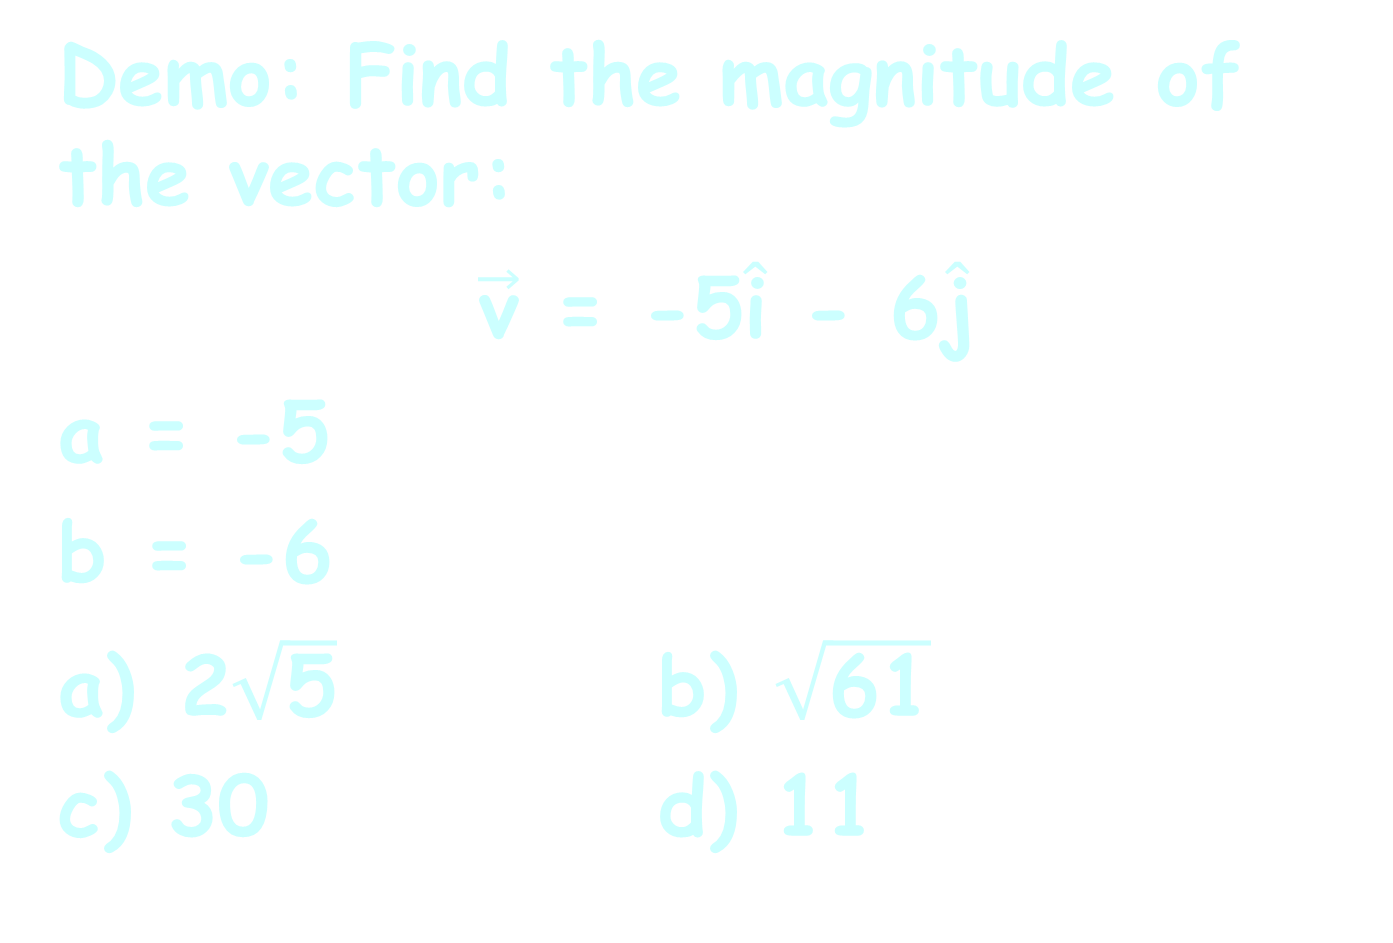 Demo: Find the magnitude of
the vector:
v⃗ = -5î - 6ĵ
a = -5
b = -6
a) 2√5 b) √61
c) 30 d) 11